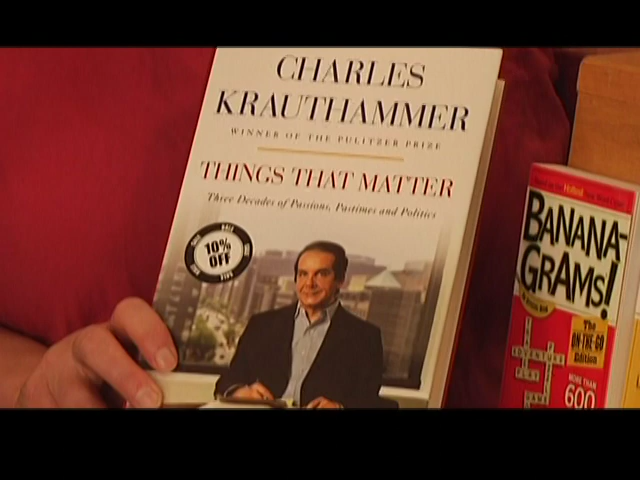 CHARLES
KRAUTHAMMER
WINNER OF THE PULITZER PRIZE
THINGS THAT MATTER
Three Decades of Passions, Pastimes and Politics
10%
OFF
BANANA-
GRAMS!
The
ON-THE-GO
Edition
MORE THAN
600